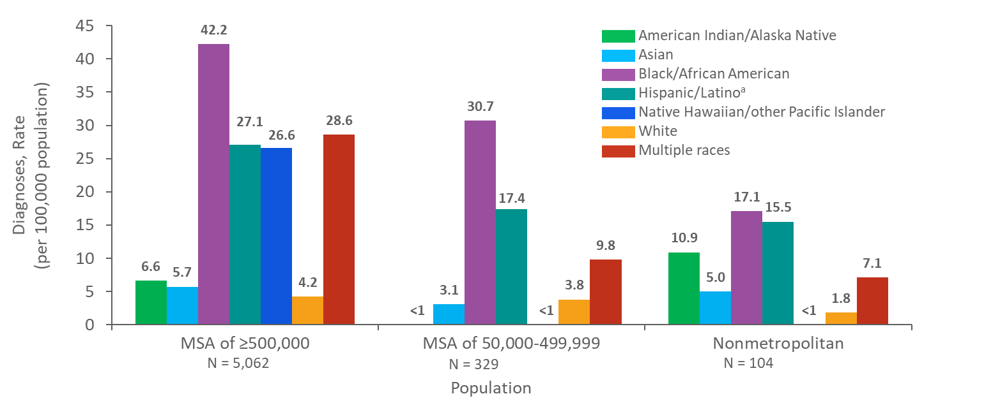 Diagnoses, Rate
(per 100,000 population)
45
40
35
30
25
20
15
10
5
0
American Indian/Alaska Native
Asian
Black/African American
Hispanic/Latinoᵃ
Native Hawaiian/other Pacific Islander
White
Multiple races
6.6
5.7
42.2
27.1
26.6
4.2
28.6
<1
3.1
30.7
17.4
<1
3.8
9.8
10.9
5.0
17.1
15.5
<1
1.8
7.1
MSA of ≥500,000
N = 5,062
MSA of 50,000-499,999
N = 329
Nonmetropolitan
N = 104
Population